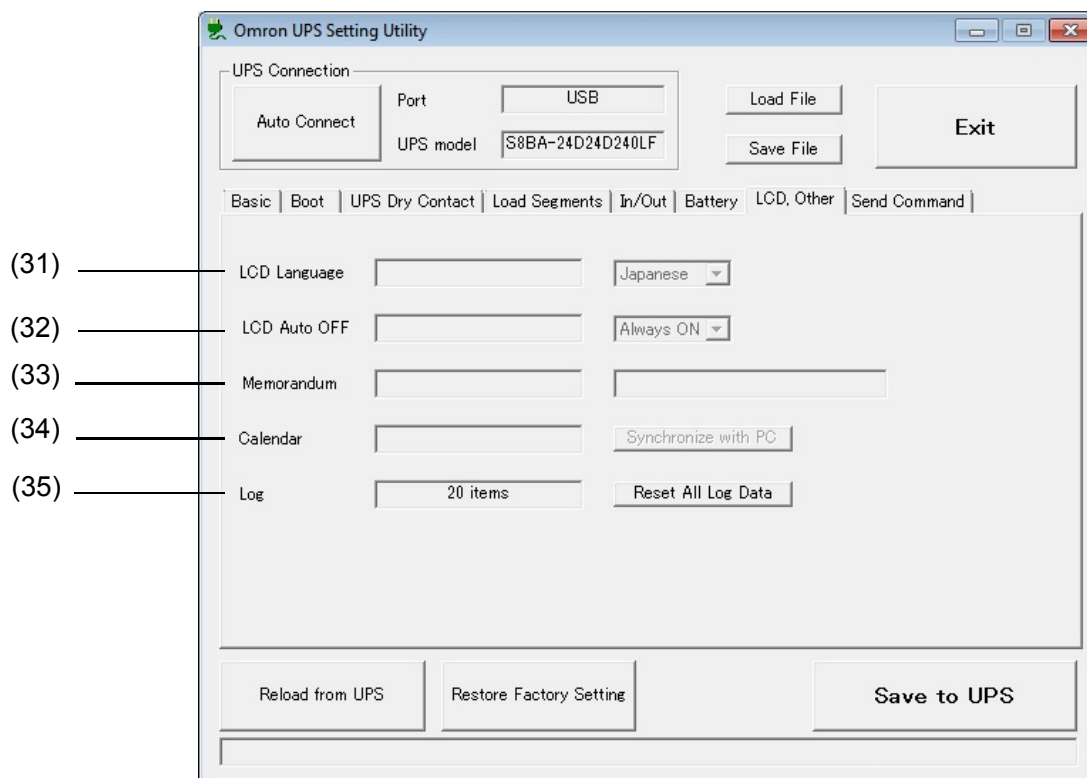 Omron UPS Setting Utility
UPS Connection
Auto Connect
Port
USB
UPS model
S8BA-24D24D240LF
Load File
Save File
Exit
Basic Boot UPS Dry Contact Load Segments In/Out Battery LCD, Other Send Command
(31) LCD Language Japanese
(32) LCD Auto OFF Always ON
(33) Memorandum
(34) Calendar Synchronize with PC
(35) Log 20 items Reset All Log Data
Reload from UPS Restore Factory Setting Save to UPS